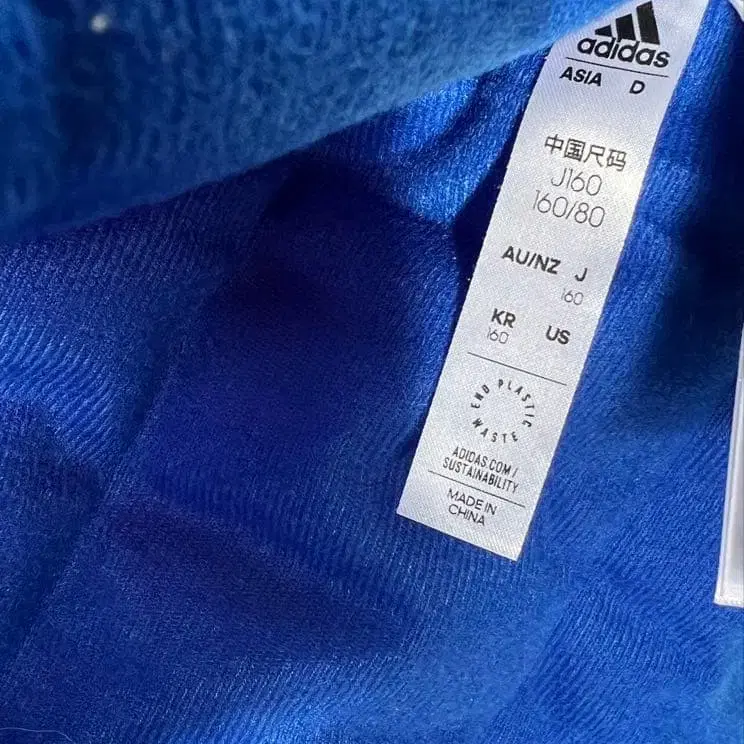 adidas
ASIA D
中国尺码
J160
160/80
AU/NZ J
160
KR US
160
END PLASTIC WASTE
ADIDAS.COM/
SUSTAINABILITY
MADE IN
CHINA